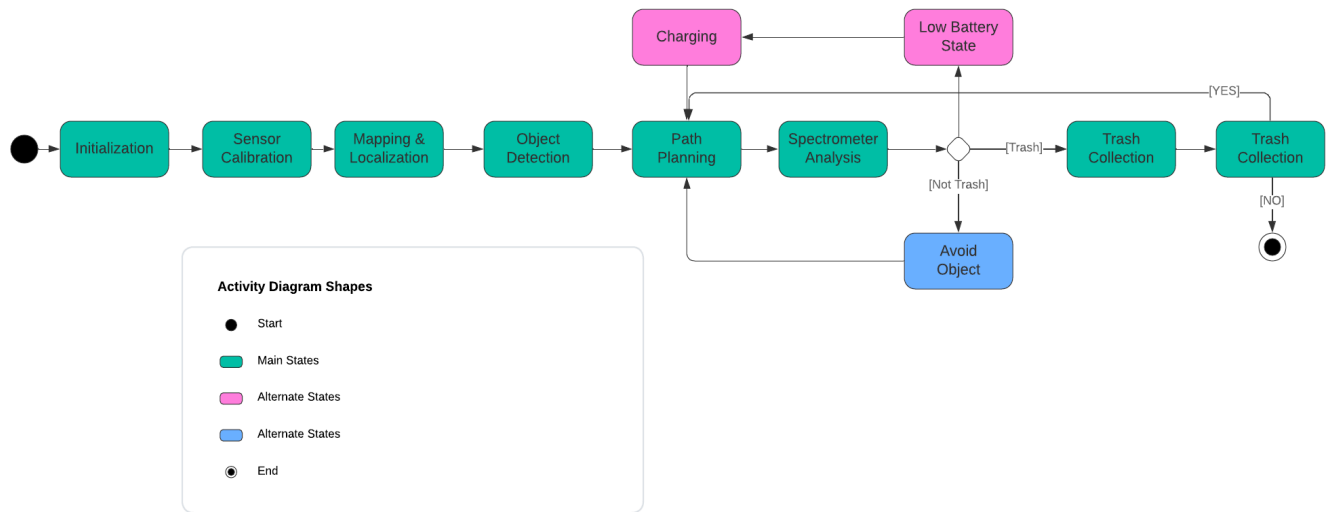 Charging
Low Battery
State
[YES]
Initialization
Sensor
Calibration
Mapping &
Localization
Object
Detection
Path
Planning
Spectrometer
Analysis
[Trash]
Trash
Collection
Trash
Collection
[Not Trash]
[NO]
Avoid
Object
Activity Diagram Shapes
Start
Main States
Alternate States
Alternate States
End